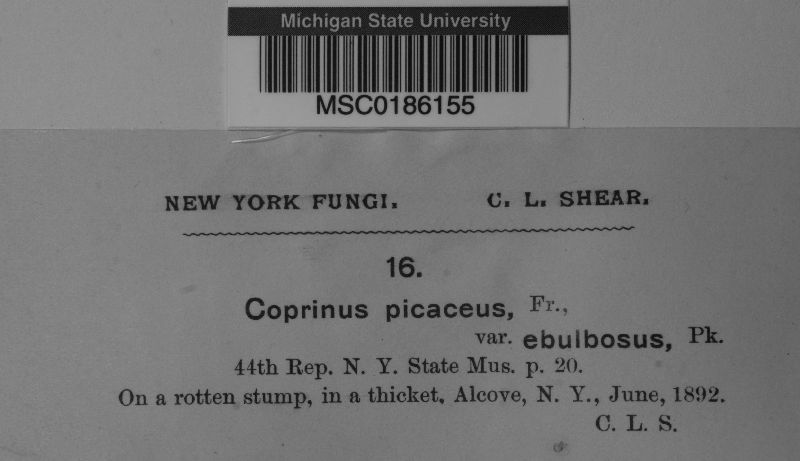 Michigan State University
MSC0186155
NEW YORK FUNGI. C. L. SHEAR.
16.
Coprinus picaceus, Fr.,
var. ebulbosus, Pk.
44th Rep. N. Y. State Mus. p. 20.
On a rotten stump, in a thicket, Alcove, N. Y., June, 1892.
C. L. S.